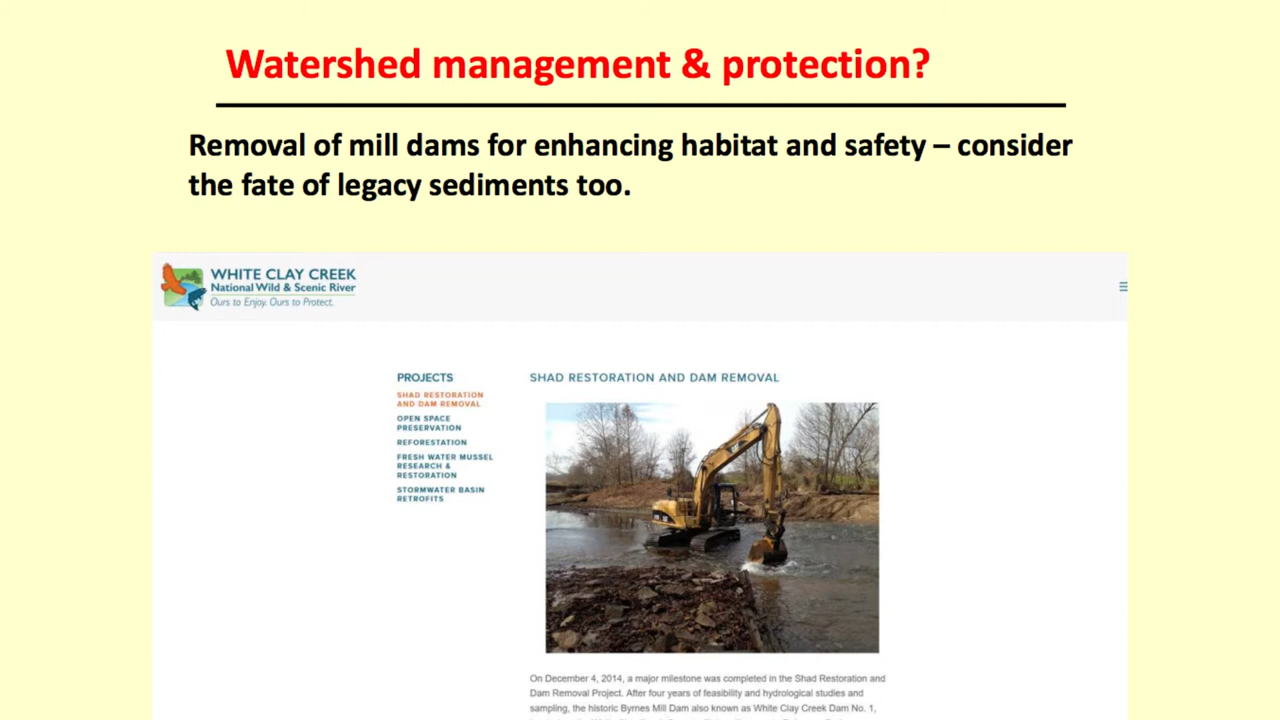 Watershed management & protection?
Removal of mill dams for enhancing habitat and safety – consider
the fate of legacy sediments too.
WHITE CLAY CREEK
National Wild & Scenic River
Ours to Enjoy. Ours to Protect.
PROJECTS
SHAD RESTORATION
AND DAM REMOVAL
OPEN SPACE
PRESERVATION
REFORESTATION
FRESH WATER MUSSEL
RESEARCH &
RESTORATION
STORMWATER BASIN
RETROFITS
SHAD RESTORATION AND DAM REMOVAL
On December 4, 2014, a major milestone was completed in the Shad Restoration and
Dam Removal Project. After four years of feasibility and hydrological studies and
sampling, the historic Byrnes Mill Dam also known as White Clay Creek Dam No. 1,